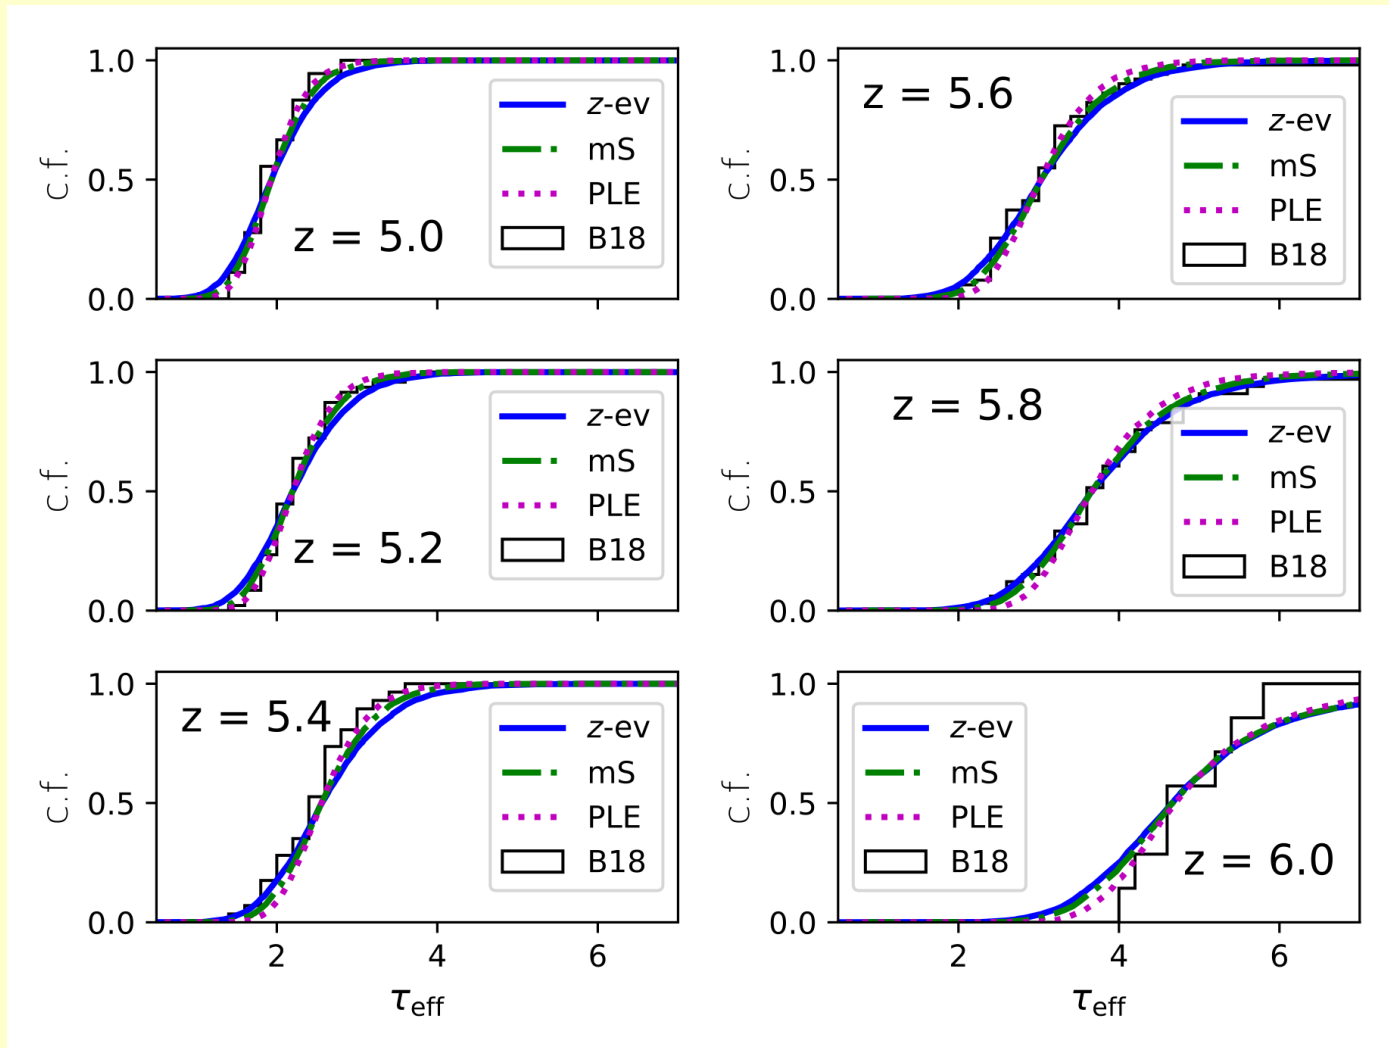 1.0
0.5
0.0
C.f.
z = 5.0
z-ev
mS
PLE
B18
1.0
0.5
0.0
C.f.
z = 5.6
z-ev
mS
PLE
B18
1.0
0.5
0.0
C.f.
z = 5.2
z-ev
mS
PLE
B18
1.0
0.5
0.0
C.f.
z = 5.8
z-ev
mS
PLE
B18
1.0
0.5
0.0
C.f.
z = 5.4
z-ev
mS
PLE
B18
2 4 6
τeff
1.0
0.5
0.0
C.f.
z-ev
mS
PLE
B18
z = 6.0
2 4 6
τeff